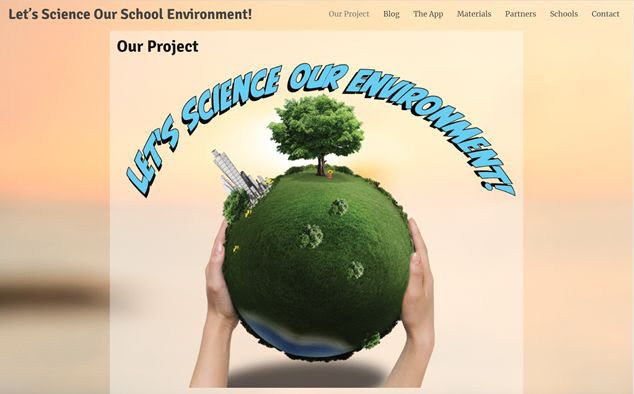 Let's Science Our School Environment!
Our Project Blog The App Materials Partners Schools Contact
Our Project
LET'S SCIENCE OUR ENVIRONMENT!